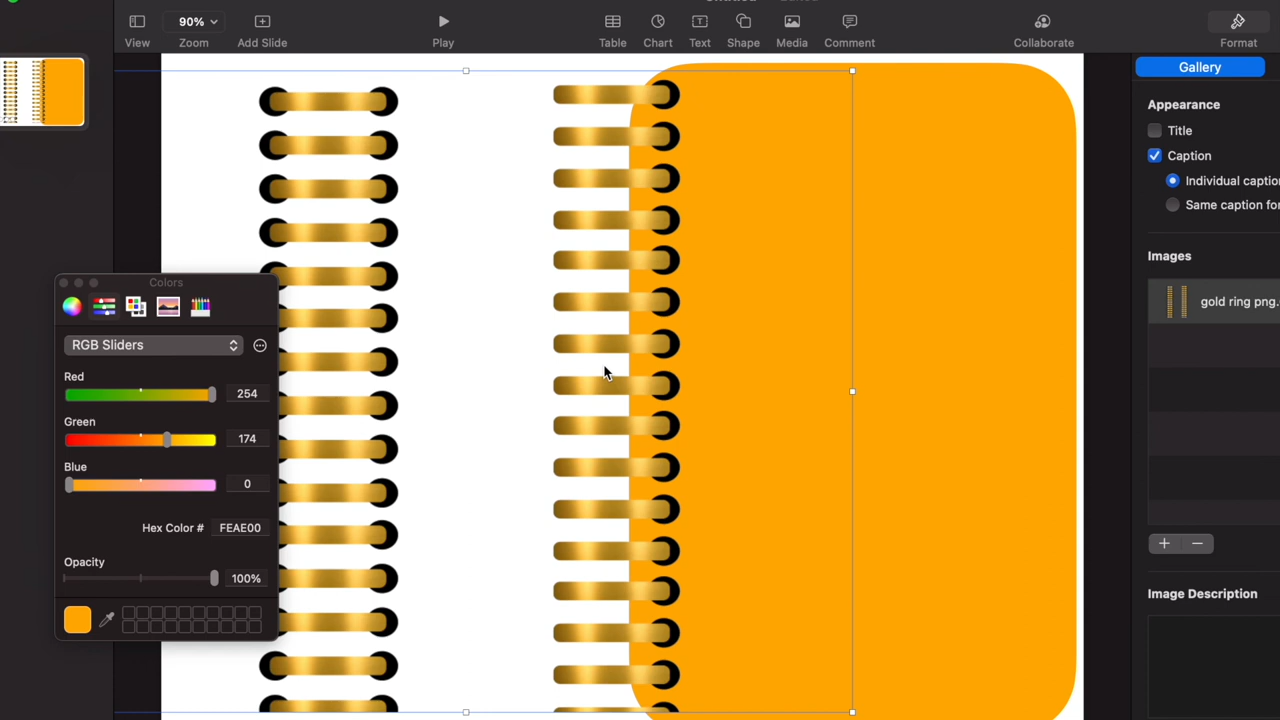 90%
View
Zoom
Add Slide
Play
Table
Chart
Text
Shape
Media
Comment
Collaborate
Format
Gallery
Appearance
Title
Caption
Individual captio
Same caption for
Images
gold ring png.
Image Description
Colors
RGB Sliders
Red
254
Green
174
Blue
0
Hex Color # FEAE00
Opacity
100%